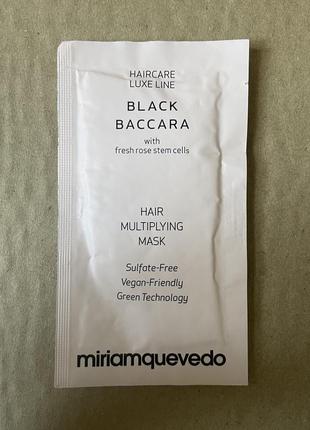 HAIRCARE
LUXE LINE
BLACK
BACCARA
with
fresh rose stem cells
HAIR
MULTIPLYING
MASK
Sulfate-Free
Vegan-Friendly
Green Technology
miriamquevedo